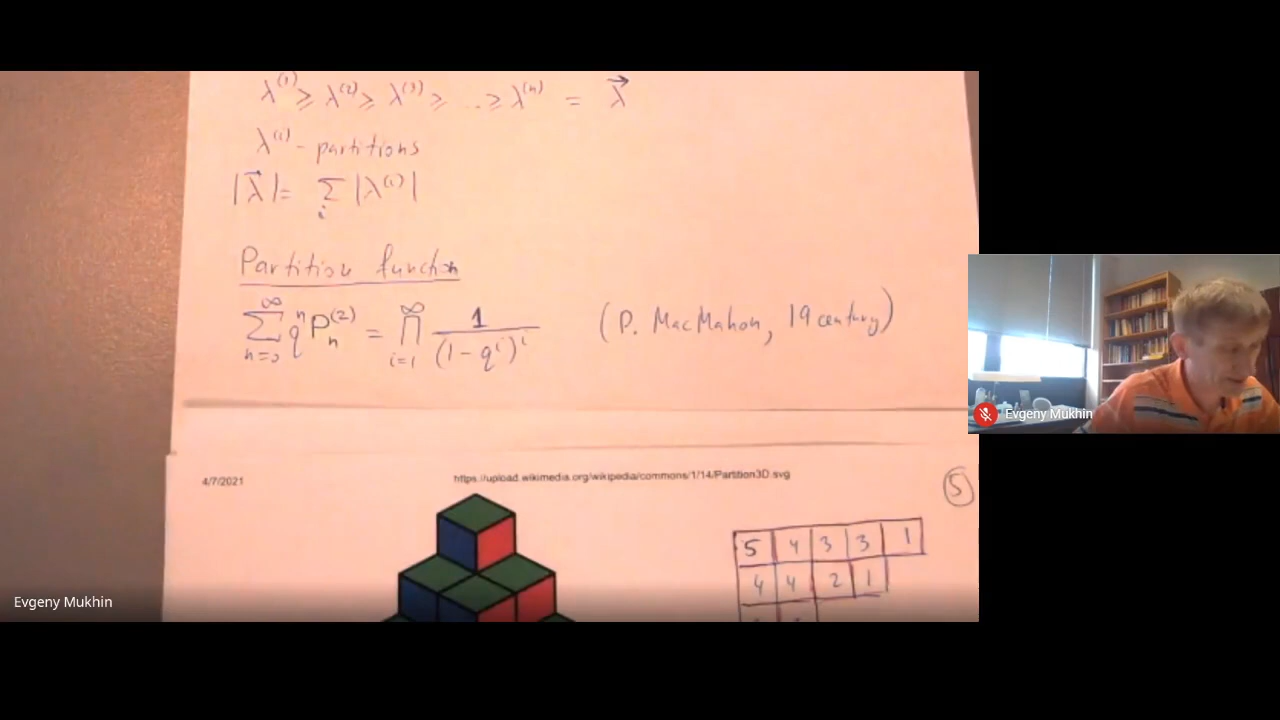 λ⁽¹⁾ ≥ λ⁽²⁾ ≥ λ⁽³⁾ ≥ ... ≥ λ⁽ⁿ⁾ = λ⃗
λ⁽ⁱ⁾ - partitions
|λ⃗| = Σ_i |λ⁽ⁱ⁾|
Partition function
∑_{n=0}^{∞} qⁿ P_n^{(2)} = ∏_{i=1}^{∞} 1/(1-qⁱ)ⁱ (P. MacMahon, 19 century)
4/7/2021 https://upload.wikimedia.org/wikipedia/commons/1/14/Partition3D.svg 5
5 4 3 3 1
4 4 2 1
Evgeny Mukhin
Evgeny Mukhin